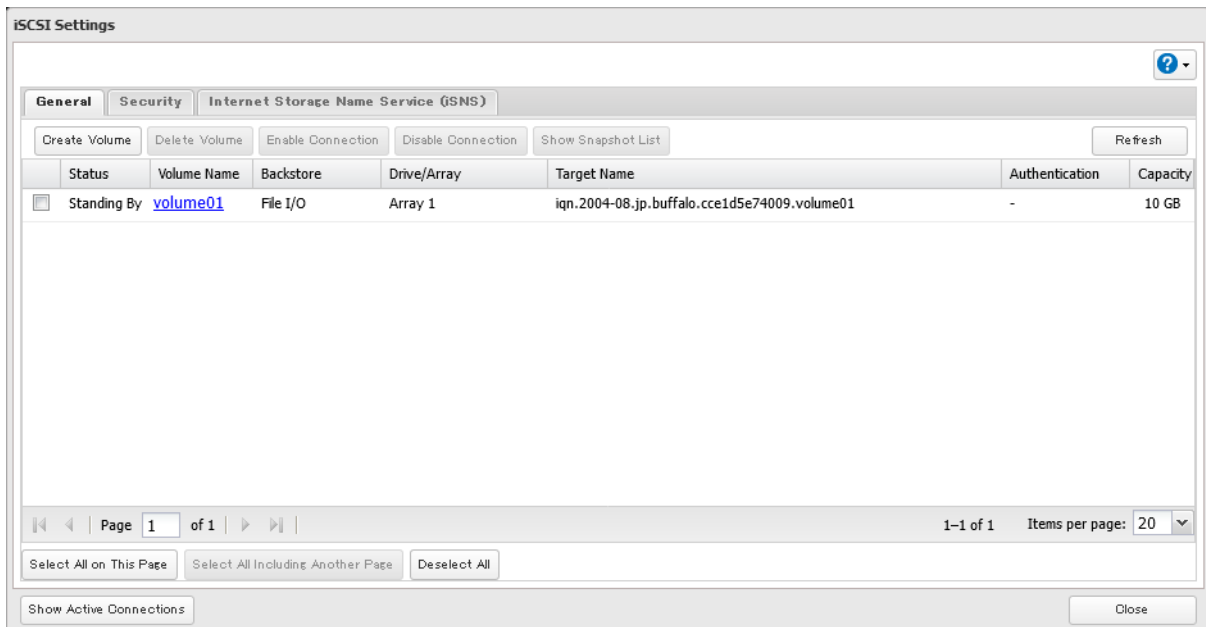 iSCSI Settings
?
General Security Internet Storage Name Service (iSNS)
Create Volume Delete Volume Enable Connection Disable Connection Show Snapshot List Refresh
Status Volume Name Backstore Drive/Array Target Name Authentication Capacity
Standing By volume01 File I/O Array 1 iqn.2004-08.jp.buffalo.cce1d5e74009.volume01 - 10 GB
Page 1 of 1 1–1 of 1 Items per page: 20
Select All on This Page Select All Including Another Page Deselect All
Show Active Connections Close